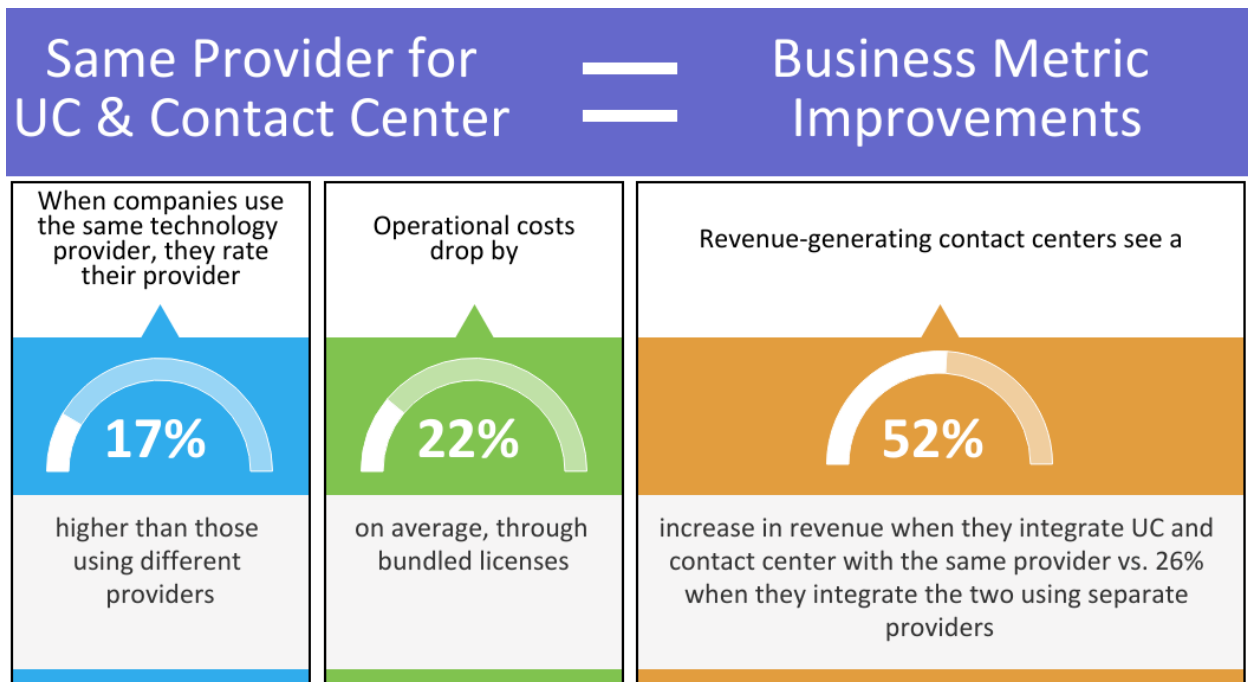 Same Provider for
UC & Contact Center
Business Metric
Improvements
When companies use
the same technology
provider, they rate
their provider
17%
higher than those
using different
providers
Operational costs
drop by
22%
on average, through
bundled licenses
Revenue-generating contact centers see a
52%
increase in revenue when they integrate UC and
contact center with the same provider vs. 26%
when they integrate the two using separate
providers